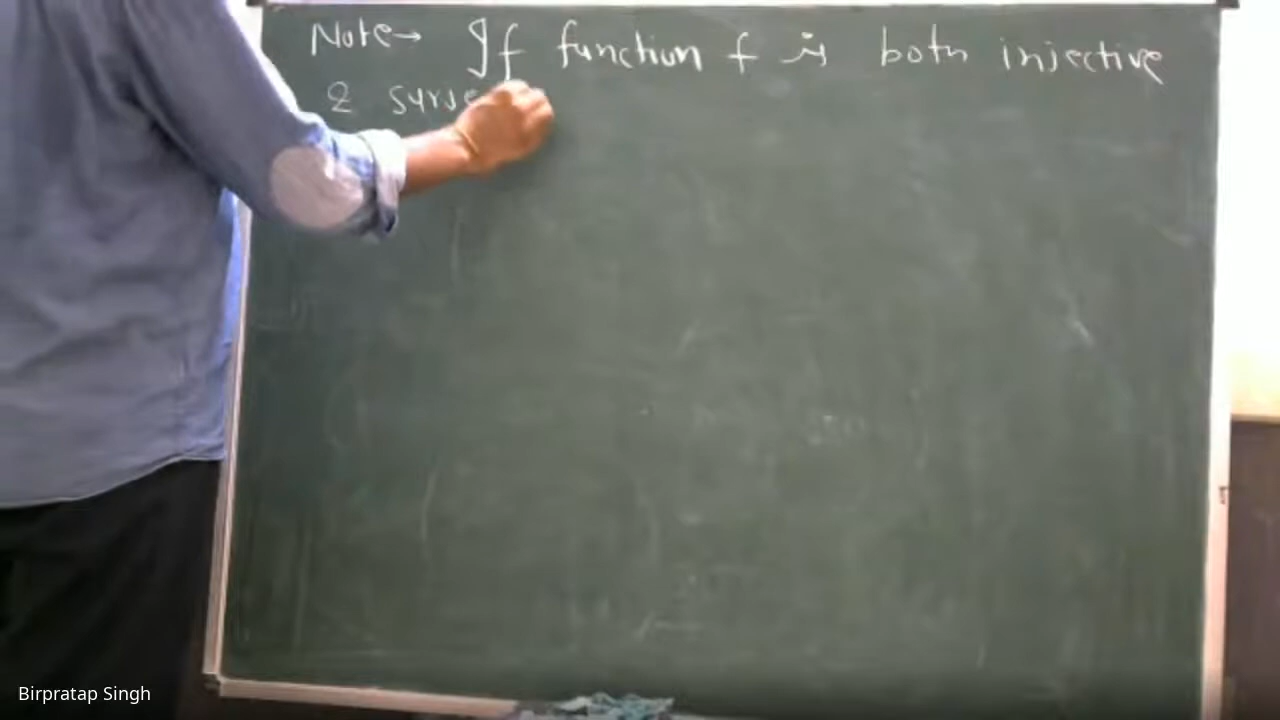 Note→ If function f is both injective
& surje
Birpratap Singh